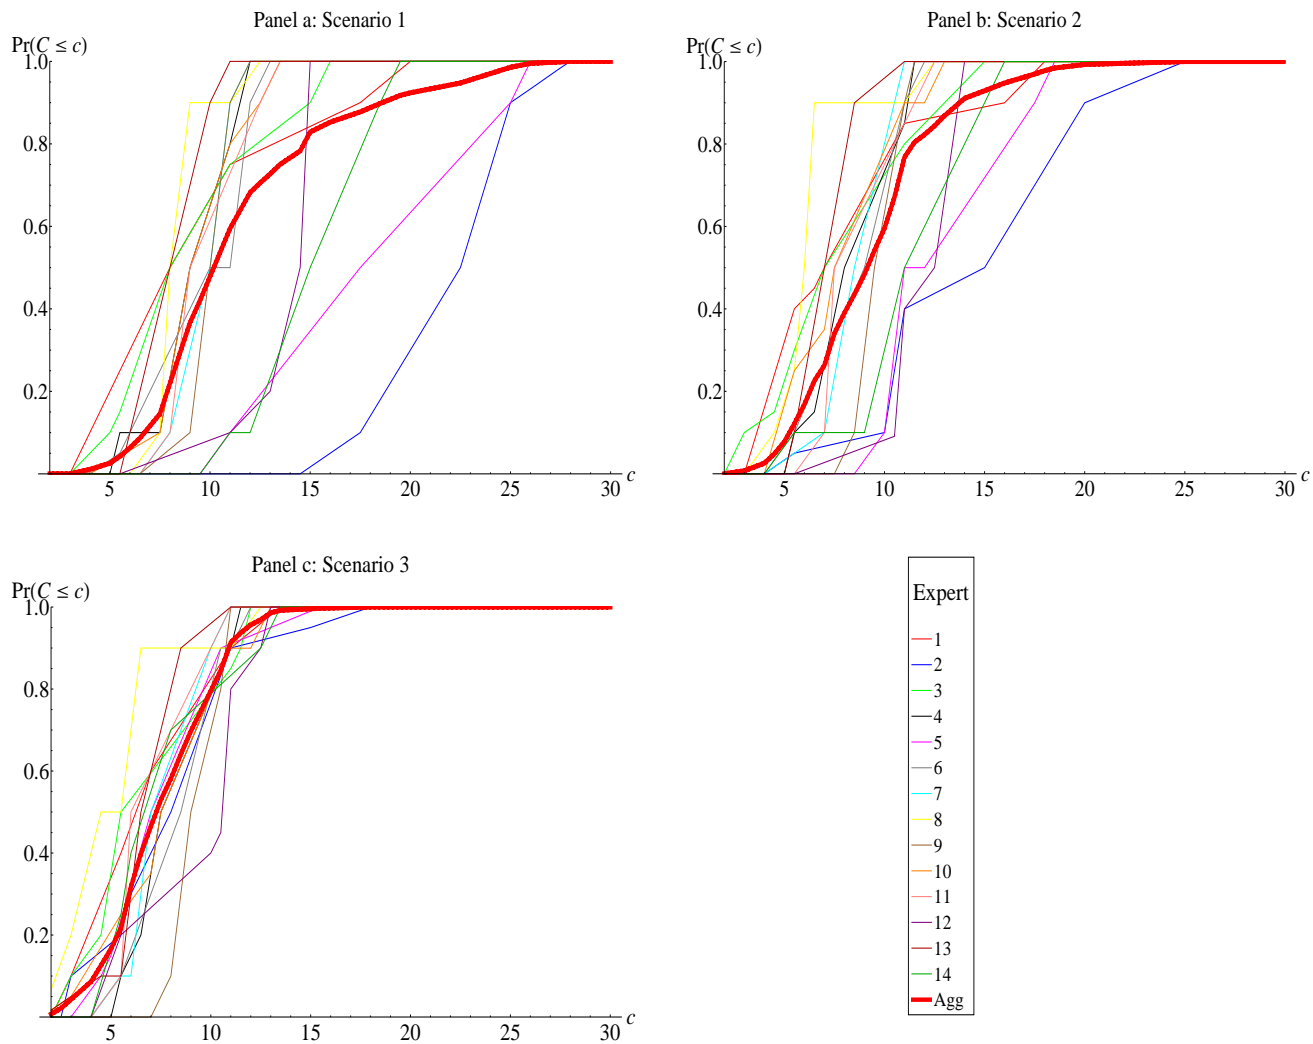 Panel a: Scenario 1
Pr(C ≤ c)
1.0
0.8
0.6
0.4
0.2
5 10 15 20 25 30 c
Panel b: Scenario 2
Pr(C ≤ c)
1.0
0.8
0.6
0.4
0.2
5 10 15 20 25 30 c
Panel c: Scenario 3
Pr(C ≤ c)
1.0
0.8
0.6
0.4
0.2
5 10 15 20 25 30 c
Expert
1
2
3
4
5
6
7
8
9
10
11
12
13
14
Agg